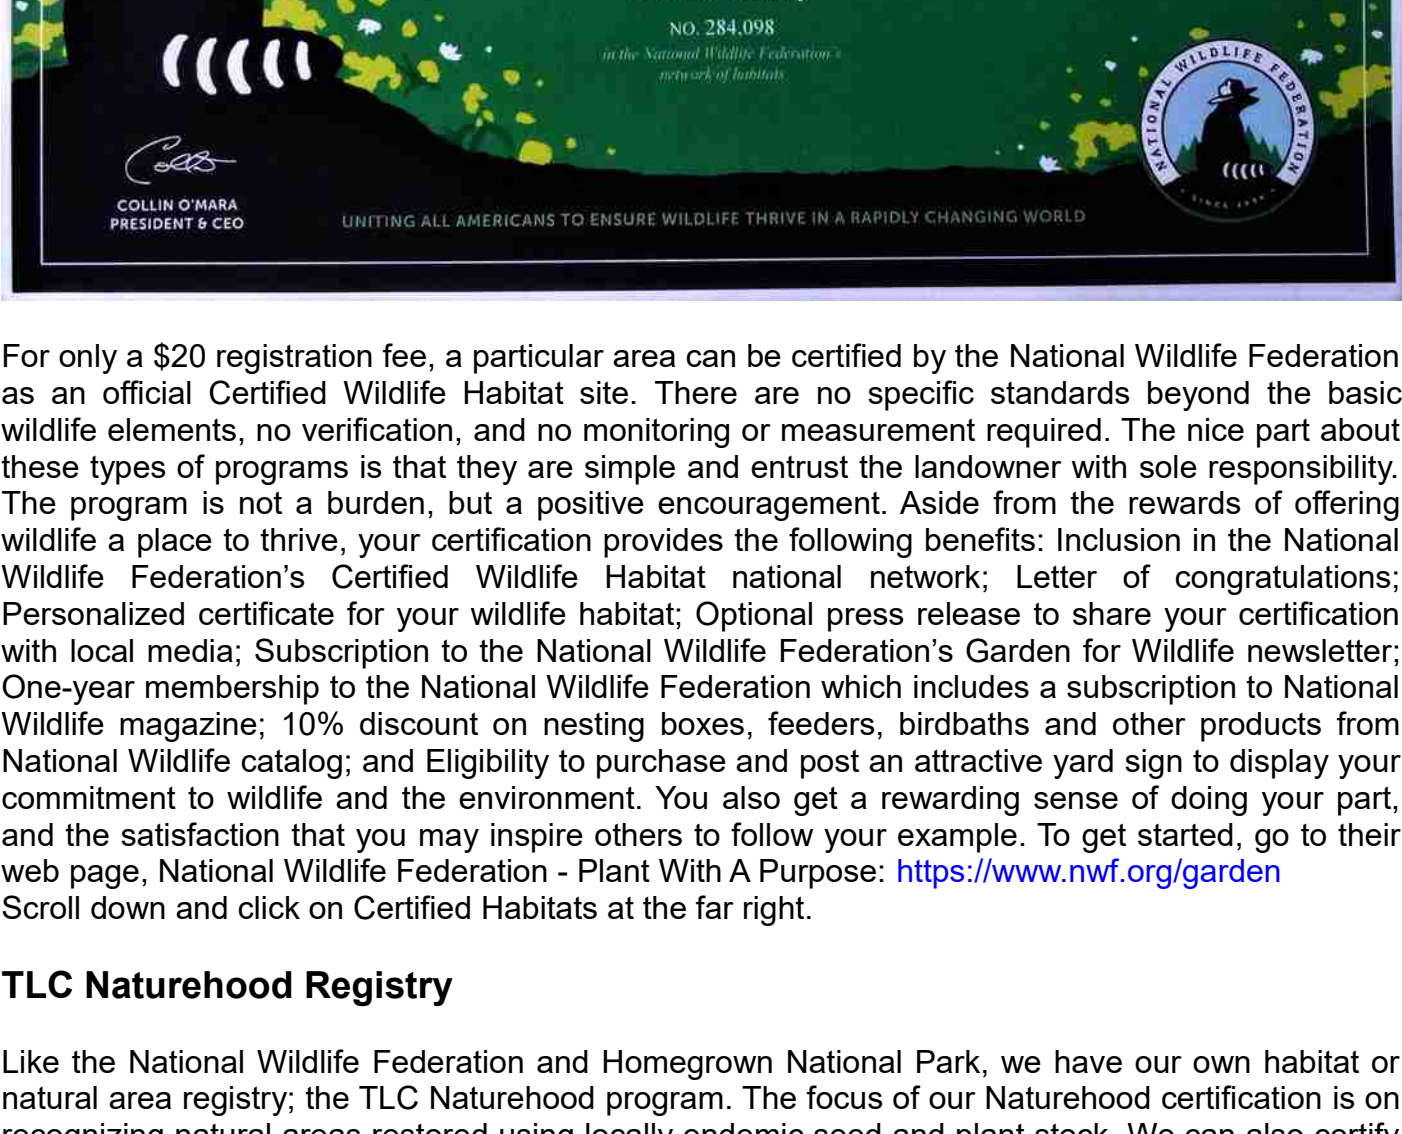 NO. 284,098
in the National Wildlife Federation's
network of habitats
NATIONAL WILDLIFE FEDERATION
COLLIN O'MARA
PRESIDENT & CEO
UNITING ALL AMERICANS TO ENSURE WILDLIFE THRIVE IN A RAPIDLY CHANGING WORLD
For only a $20 registration fee, a particular area can be certified by the National Wildlife Federation
as an official Certified Wildlife Habitat site. There are no specific standards beyond the basic
wildlife elements, no verification, and no monitoring or measurement required. The nice part about
these types of programs is that they are simple and entrust the landowner with sole responsibility.
The program is not a burden, but a positive encouragement. Aside from the rewards of offering
wildlife a place to thrive, your certification provides the following benefits: Inclusion in the National
Wildlife Federation’s Certified Wildlife Habitat national network; Letter of congratulations;
Personalized certificate for your wildlife habitat; Optional press release to share your certification
with local media; Subscription to the National Wildlife Federation’s Garden for Wildlife newsletter;
One-year membership to the National Wildlife Federation which includes a subscription to National
Wildlife magazine; 10% discount on nesting boxes, feeders, birdbaths and other products from
National Wildlife catalog; and Eligibility to purchase and post an attractive yard sign to display your
commitment to wildlife and the environment. You also get a rewarding sense of doing your part,
and the satisfaction that you may inspire others to follow your example. To get started, go to their
web page, National Wildlife Federation - Plant With A Purpose: https://www.nwf.org/garden
Scroll down and click on Certified Habitats at the far right.
TLC Naturehood Registry
Like the National Wildlife Federation and Homegrown National Park, we have our own habitat or
natural area registry; the TLC Naturehood program. The focus of our Naturehood certification is on
recognizing natural areas restored using locally endemic seed and plant stock. We can also certify